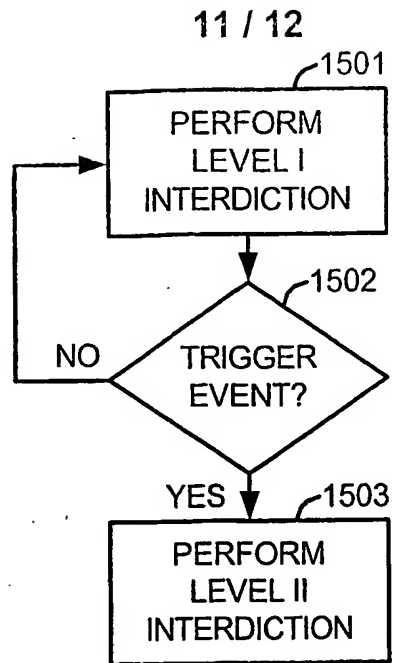 11 / 12
1501
PERFORM
LEVEL I
INTERDICTION
1502
TRIGGER
EVENT?
NO
YES
1503
PERFORM
LEVEL II
INTERDICTION